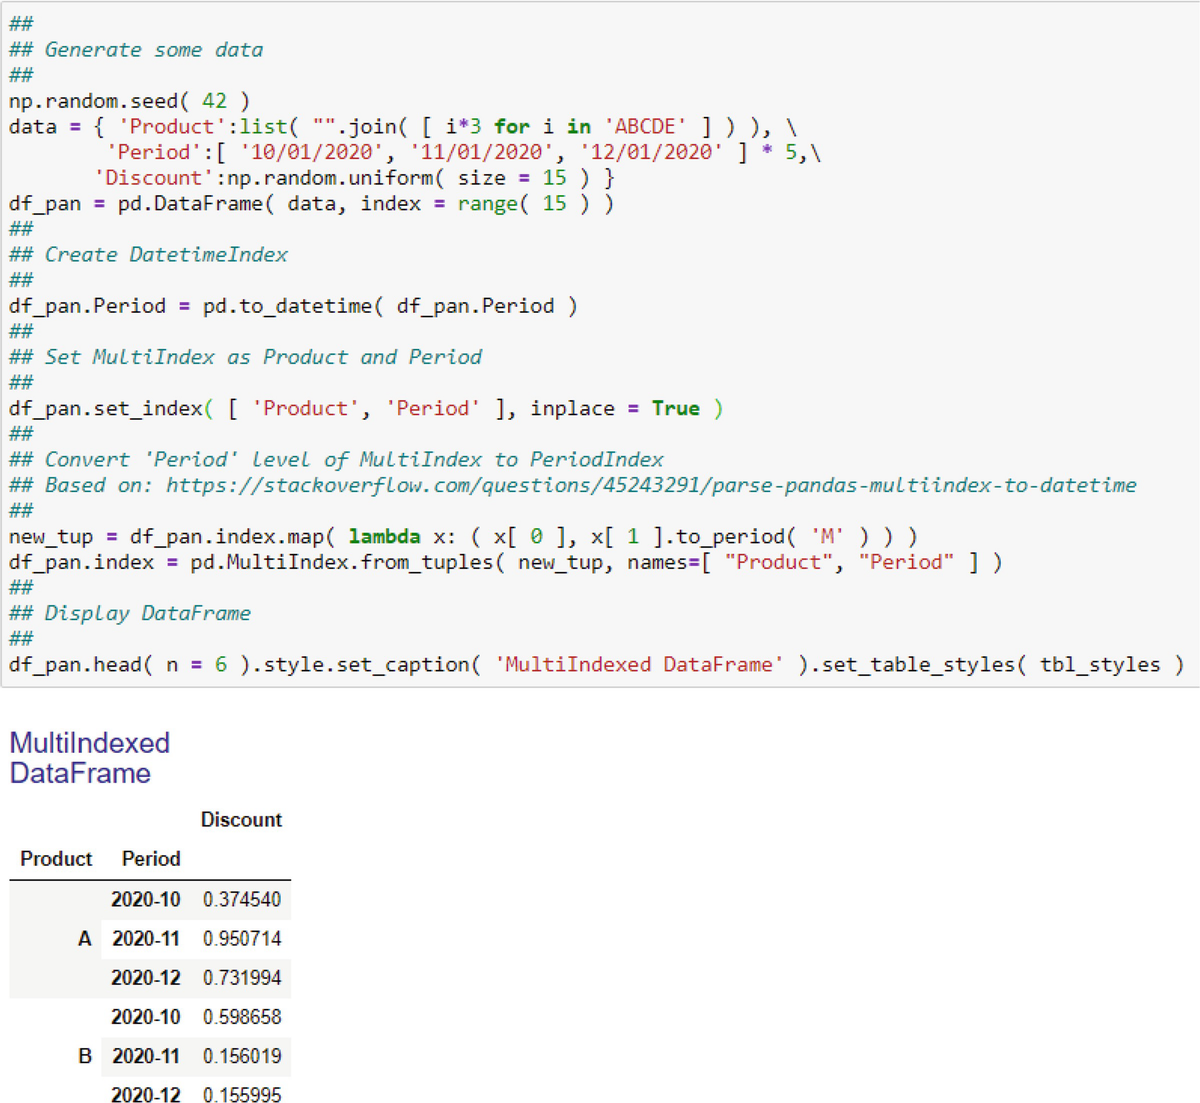 ##
## Generate some data
##
np.random.seed( 42 )
data = { 'Product':list( "".join( [ i*3 for i in 'ABCDE' ] ) ), \
'Period':[ '10/01/2020', '11/01/2020', '12/01/2020' ] * 5,\
'Discount':np.random.uniform( size = 15 ) }
df_pan = pd.DataFrame( data, index = range( 15 ) )
##
## Create DatetimeIndex
##
df_pan.Period = pd.to_datetime( df_pan.Period )
##
## Set MultiIndex as Product and Period
##
df_pan.set_index( [ 'Product', 'Period' ], inplace = True )
##
## Convert 'Period' level of MultiIndex to PeriodIndex
## Based on: https://stackoverflow.com/questions/45243291/parse-pandas-multiindex-to-datetime
##
new_tup = df_pan.index.map( lambda x: ( x[ 0 ], x[ 1 ].to_period( 'M' ) ) )
df_pan.index = pd.MultiIndex.from_tuples( new_tup, names=[ "Product", "Period" ] )
##
## Display DataFrame
##
df_pan.head( n = 6 ).style.set_caption( 'MultiIndexed DataFrame' ).set_table_styles( tbl_styles )
MultiIndexed
DataFrame
Discount
Product Period
2020-10 0.374540
A 2020-11 0.950714
2020-12 0.731994
2020-10 0.598658
B 2020-11 0.156019
2020-12 0.155995